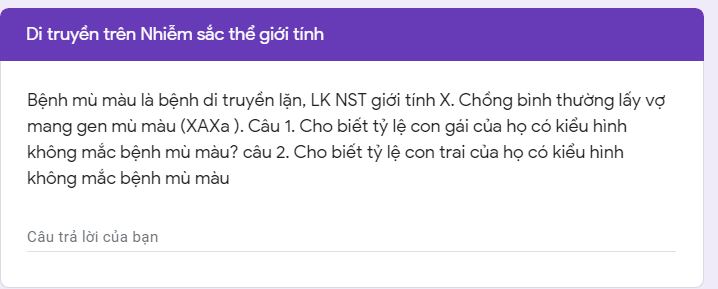 Di truyền trên Nhiễm sắc thể giới tính
Bệnh mù màu là bệnh di truyền lặn, LK NST giới tính X. Chồng bình thường lấy vợ
mang gen mù màu (XAXa ). Câu 1. Cho biết tỷ lệ con gái của họ có kiểu hình
không mắc bệnh mù màu? câu 2. Cho biết tỷ lệ con trai của họ có kiểu hình
không mắc bệnh mù màu
Câu trả lời của bạn